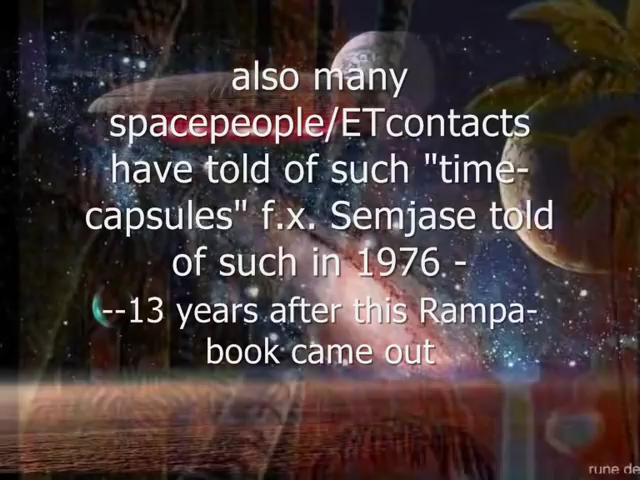 also many
spacepeople/ETcontacts
have told of such "time-
capsules" f.x. Semjase told
of such in 1976 -
--13 years after this Rampa-
book came out
rune de